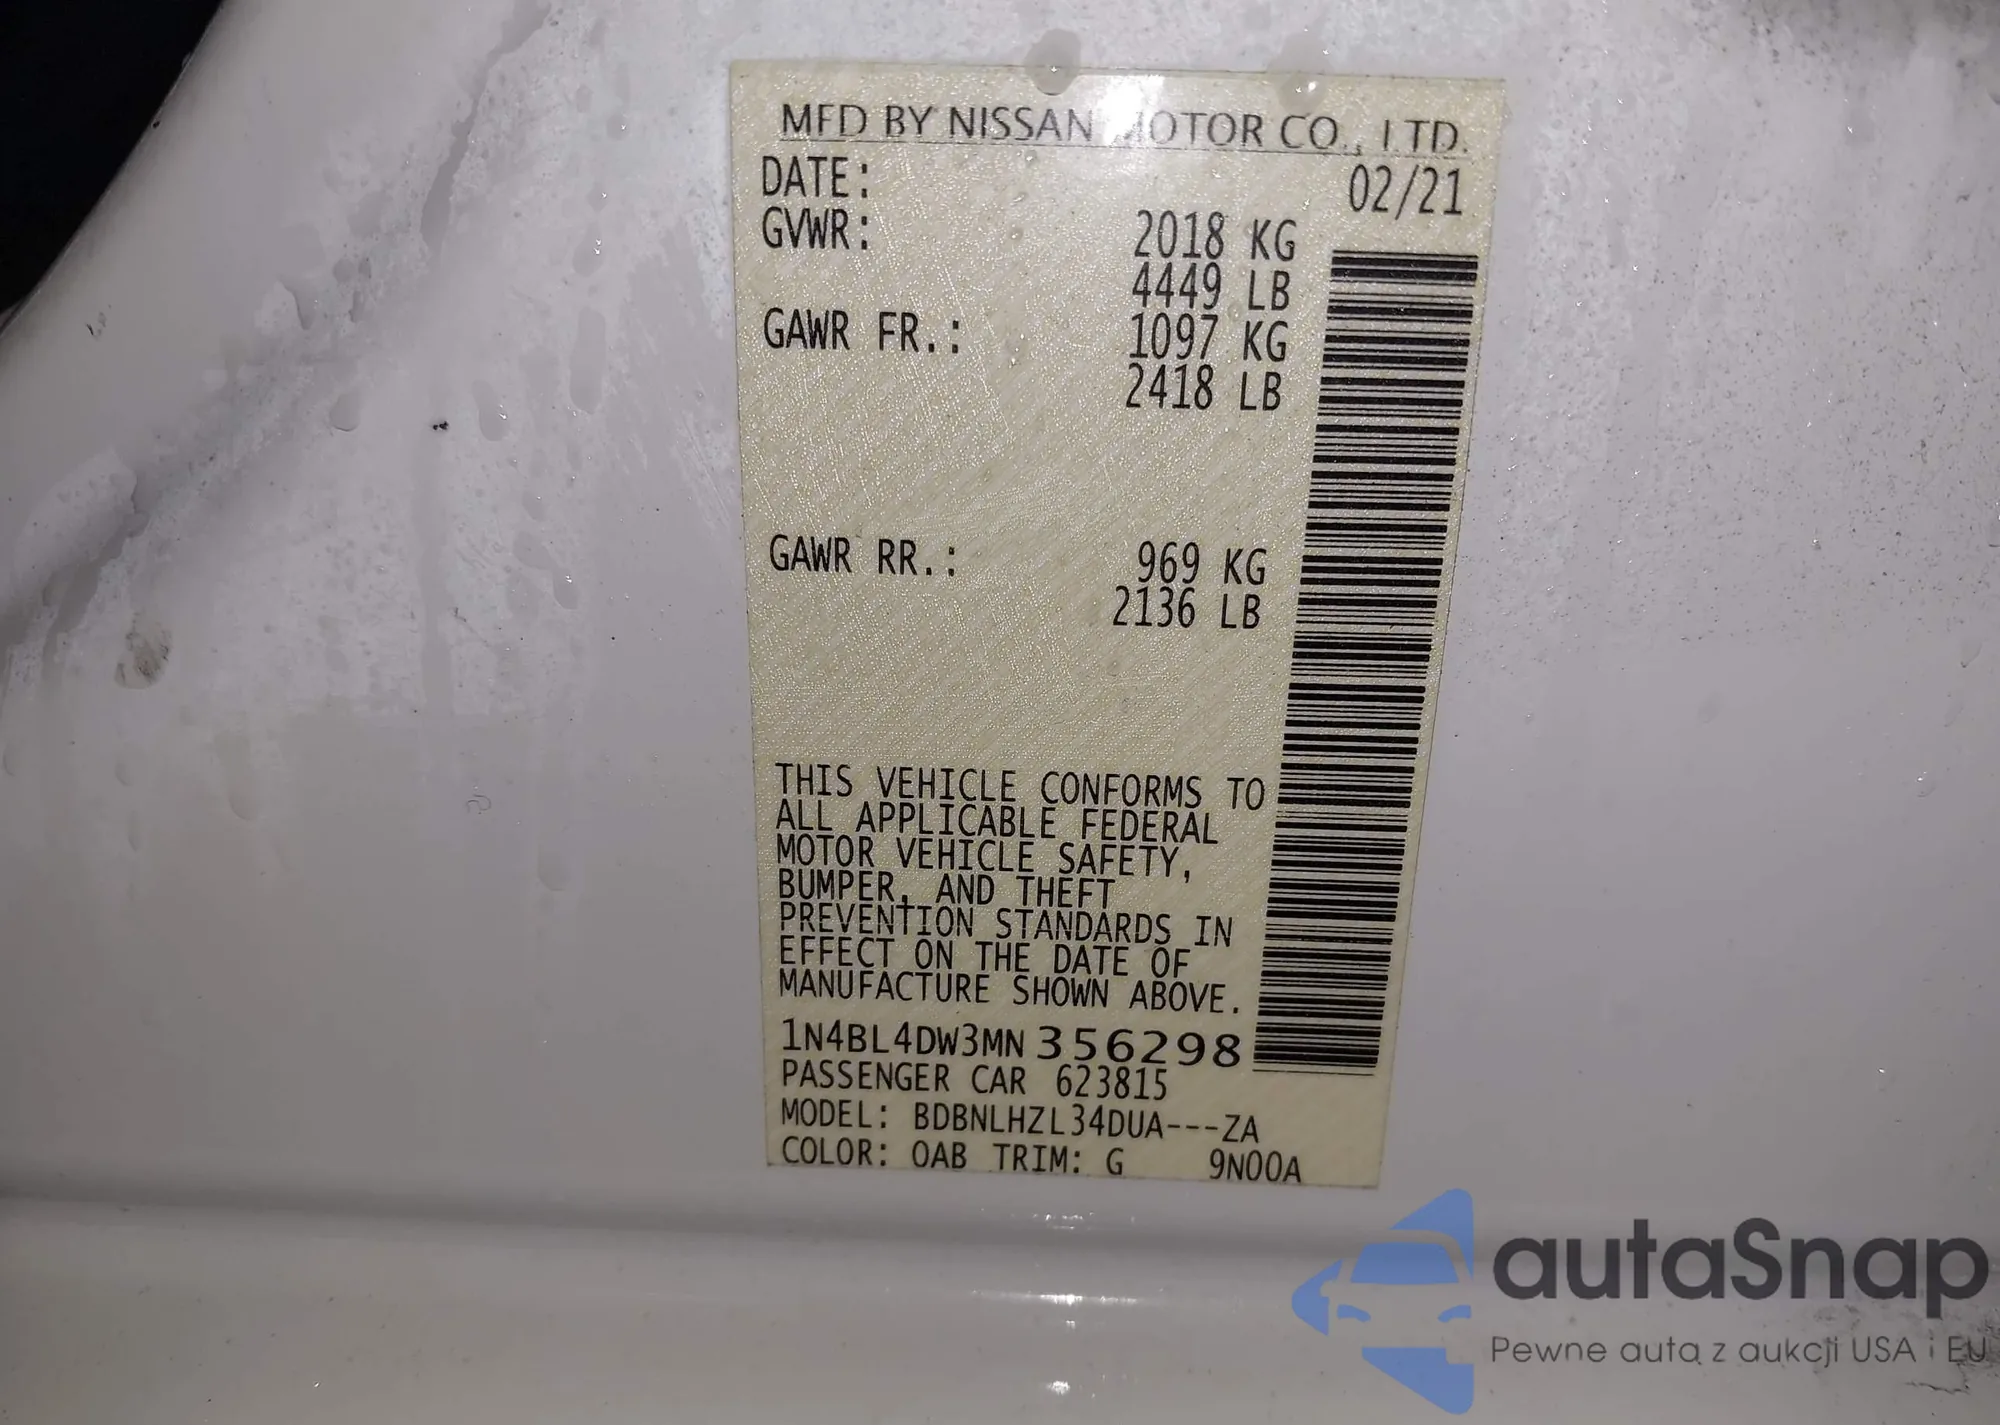 MFD BY NISSAN MOTOR CO., LTD.
DATE: 02/21
GVWR: 2018 KG
4449 LB
GAWR FR.: 1097 KG
2418 LB
GAWR RR.: 969 KG
2136 LB
THIS VEHICLE CONFORMS TO
ALL APPLICABLE FEDERAL
MOTOR VEHICLE SAFETY,
BUMPER, AND THEFT
PREVENTION STANDARDS IN
EFFECT ON THE DATE OF
MANUFACTURE SHOWN ABOVE.
1N4BL4DW3MN356298
PASSENGER CAR 623815
MODEL: BDBNLHZL34DUA---ZA
COLOR: QAB TRIM: G 9N00A
autaSnap
Pewne auta z aukcji USA i EU